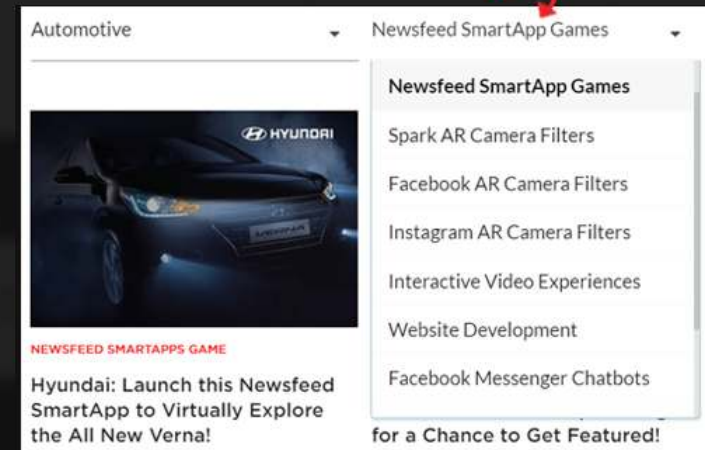 Automotive
Newsfeed SmartApp Games
Newsfeed SmartApp Games
Spark AR Camera Filters
Facebook AR Camera Filters
Instagram AR Camera Filters
Interactive Video Experiences
Website Development
Facebook Messenger Chatbots
HYUNDAI
VERNA
NEWSFEED SMARTAPPS GAME
Hyundai: Launch this Newsfeed
SmartApp to Virtually Explore
the All New Verna!
for a Chance to Get Featured!